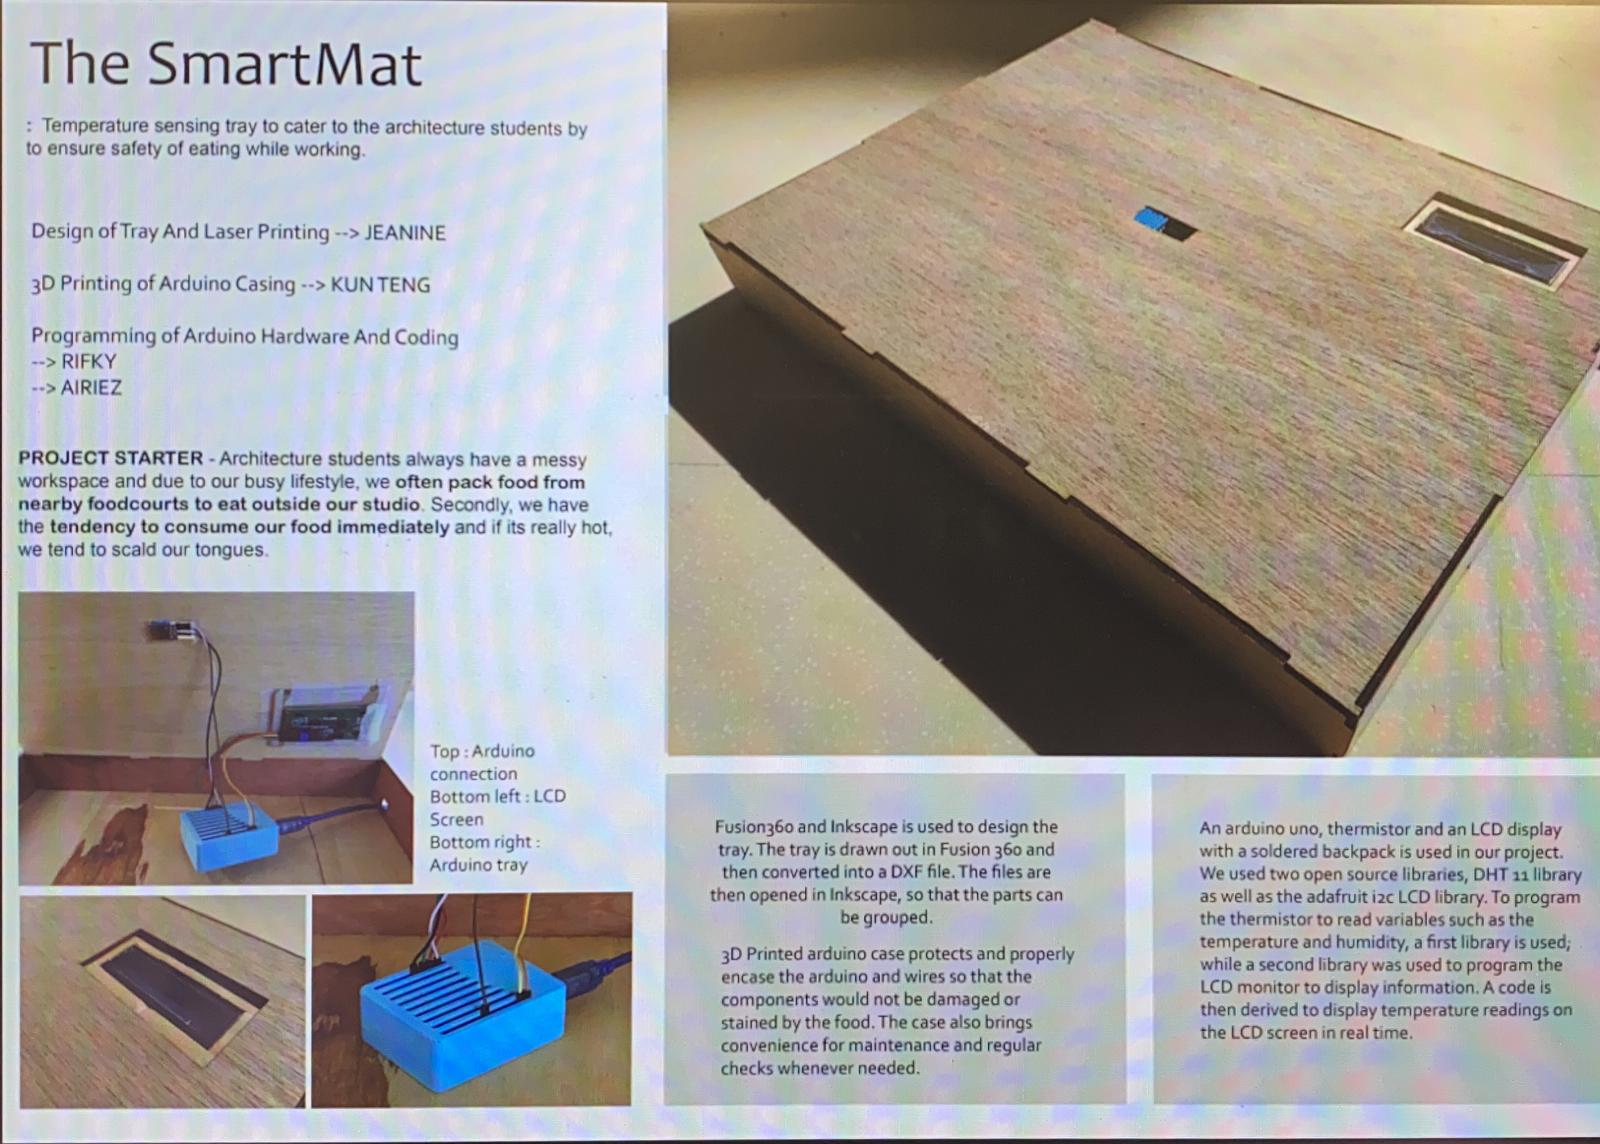 The SmartMat
: Temperature sensing tray to cater to the architecture students by
to ensure safety of eating while working.
Design of Tray And Laser Printing --> JEANINE
3D Printing of Arduino Casing --> KUN TENG
Programming of Arduino Hardware And Coding
--> RIFKY
--> AIRIEZ
PROJECT STARTER - Architecture students always have a messy
workspace and due to our busy lifestyle, we often pack food from
nearby foodcourts to eat outside our studio. Secondly, we have
the tendency to consume our food immediately and if its really hot,
we tend to scald our tongues.
Top : Arduino
connection
Bottom left : LCD
Screen
Bottom right :
Arduino tray
Fusion360 and Inkscape is used to design the
tray. The tray is drawn out in Fusion 360 and
then converted into a DXF file. The files are
then opened in Inkscape, so that the parts can
be grouped.
3D Printed arduino case protects and properly
encase the arduino and wires so that the
components would not be damaged or
stained by the food. The case also brings
convenience for maintenance and regular
checks whenever needed.
An arduino uno, thermistor and an LCD display
with a soldered backpack is used in our project.
We used two open source libraries, DHT 11 library
as well as the adafruit i2c LCD library. To program
the thermistor to read variables such as the
temperature and humidity, a first library is used;
while a second library was used to program the
LCD monitor to display information. A code is
then derived to display temperature readings on
the LCD screen in real time.